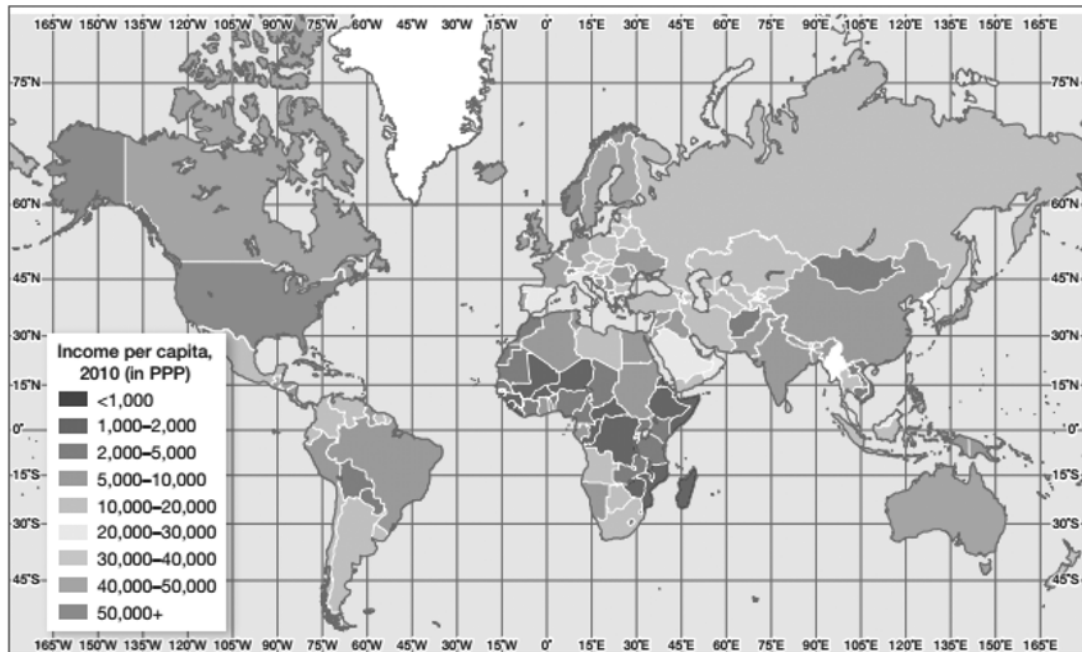 165°W 150°W 135°W 120°W 105°W 90°W 75°W 60°W 45°W 30°W 15°W 0° 15°E 30°E 45°E 60°E 75°E 90°E 105°E 120°E 135°E 150°E 165°E
75°N 75°N
60°N 60°N
45°N 45°N
30°N 30°N
15°N 15°N
0° 0°
15°S 15°S
30°S 30°S
45°S 45°S
Income per capita,
2010 (in PPP)
<1,000
1,000–2,000
2,000–5,000
5,000–10,000
10,000–20,000
20,000–30,000
30,000–40,000
40,000–50,000
50,000+
165°W 150°W 135°W 120°W 105°W 90°W 75°W 60°W 45°W 30°W 15°W 0° 15°E 30°E 45°E 60°E 75°E 90°E 105°E 120°E 135°E 150°E 165°E